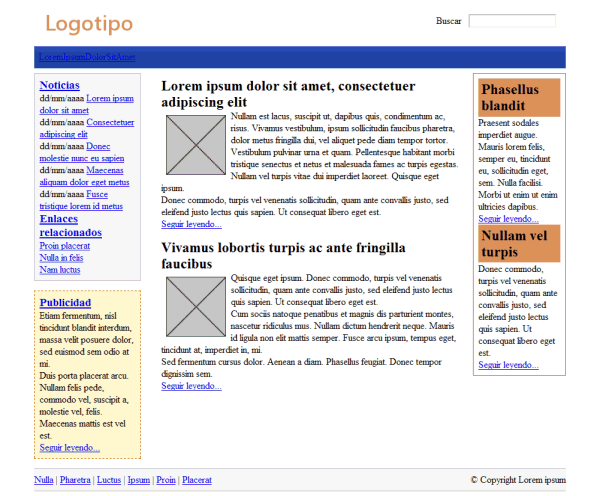 Logotipo
Buscar
LoremIpsumDolorSitAmet
Noticias
dd/mm/aaaa Lorem ipsum
dolor sit amet
dd/mm/aaaa Consectetuer
adipiscing elit
dd/mm/aaaa Donec
molestie nunc eu sapien
dd/mm/aaaa Maecenas
aliquam dolor eget metus
dd/mm/aaaa Fusce
tristique lorem id metus
Enlaces
relacionados
Proin placerat
Nulla in felis
Nam luctus
Publicidad
Etiam fermentum, nisl
tincidunt blandit interdum,
massa velit posuere dolor,
sed euismod sem odio at
mi.
Duis porta placerat arcu.
Nullam felis pede,
commodo vel, suscipit a,
molestie vel, felis.
Maecenas mattis est vel
est.
Seguir leyendo...
Lorem ipsum dolor sit amet, consectetuer
adipiscing elit
Nullam est lacus, suscipit ut, dapibus quis, condimentum ac,
risus. Vivamus vestibulum, ipsum sollicitudin faucibus pharetra,
dolor metus fringilla dui, vel aliquet pede diam tempor tortor.
Vestibulum pulvinar urna et quam. Pellentesque habitant morbi
tristique senectus et netus et malesuada fames ac turpis egestas.
Nullam vel turpis vitae dui imperdiet laoreet. Quisque eget
ipsum.
Donec commodo, turpis vel venenatis sollicitudin, quam ante convallis justo, sed
eleifend justo lectus quis sapien. Ut consequat libero eget est.
Seguir leyendo...
Vivamus lobortis turpis ac ante fringilla
faucibus
Quisque eget ipsum. Donec commodo, turpis vel venenatis
sollicitudin, quam ante convallis justo, sed eleifend justo lectus
quis sapien. Ut consequat libero eget est.
Cum sociis natoque penatibus et magnis dis parturient montes,
nascetur ridiculus mus. Nullam dictum hendrerit neque. Mauris
id ligula non elit mattis semper. Fusce arcu ipsum, tempus eget,
tincidunt at, imperdiet in, mi.
Sed fermentum cursus dolor. Aenean a diam. Phasellus feugiat. Donec tempor
dignissim sem.
Seguir leyendo...
Phasellus
blandit
Praesent sodales
imperdiet augue.
Mauris lorem felis,
semper eu, tincidunt
eu, sollicitudin eget,
sem. Nulla facilisi.
Morbi ut enim ut enim
ultricies dapibus.
Seguir leyendo...
Nullam vel
turpis
Donec commodo,
turpis vel venenatis
sollicitudin, quam ante
convallis justo, sed
eleifend justo lectus
quis sapien. Ut
consequat libero eget
est.
Seguir leyendo...
Nulla | Pharetra | Luctus | Ipsum | Proin | Placerat
© Copyright Lorem ipsum